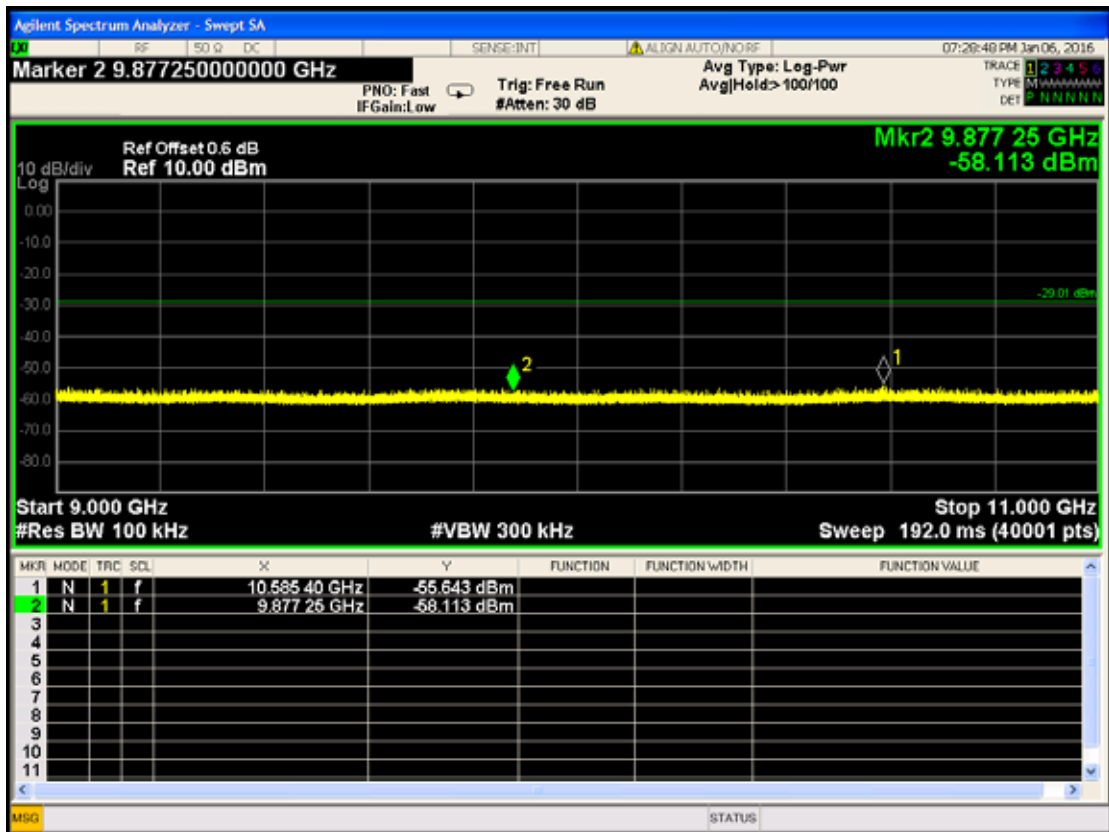 Agilent Spectrum Analyzer - Swept SA
LXI RF 50 Ω DC SENSE:INT ALIGN AUTO/NO RF 07:28:48 PM Jan 06, 2016
Marker 2 9.877250000000 GHz
PNO: Fast
IFGain:Low
Trig: Free Run
#Atten: 30 dB
Avg Type: Log-Pwr
Avg|Hold:>100/100
TRACE 1 2 3 4 5 6
TYPE M WWWWW
DET P N N N N N
Mkr2 9.877 25 GHz
-58.113 dBm
Ref Offset 0.6 dB
10 dB/div Ref 10.00 dBm
Log
0.00
-10.0
-20.0
-29.01 dBm
-30.0
-40.0
-50.0
2
1
-60.0
-70.0
-80.0
Start 9.000 GHz Stop 11.000 GHz
#Res BW 100 kHz #VBW 300 kHz Sweep 192.0 ms (40001 pts)
MKR MODE TRC SCL X Y FUNCTION FUNCTION WIDTH FUNCTION VALUE
1 N 1 f 10.585 40 GHz -55.643 dBm
2 N 1 f 9.877 25 GHz -58.113 dBm
3
4
5
6
7
8
9
10
11
MSG STATUS